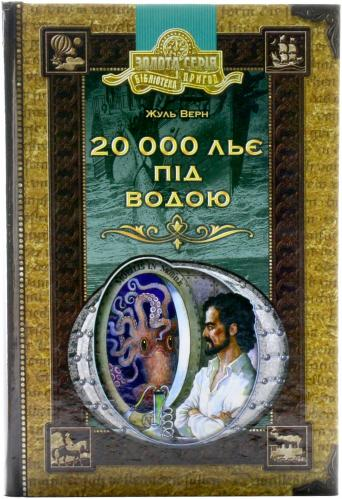 ЗОЛОТА СЕРІЯ
БІБЛІОТЕКА ПРИГОД
ЖУЛЬ ВЕРН
20 000 ЛЬЄ
ПІД
ВОДОЮ